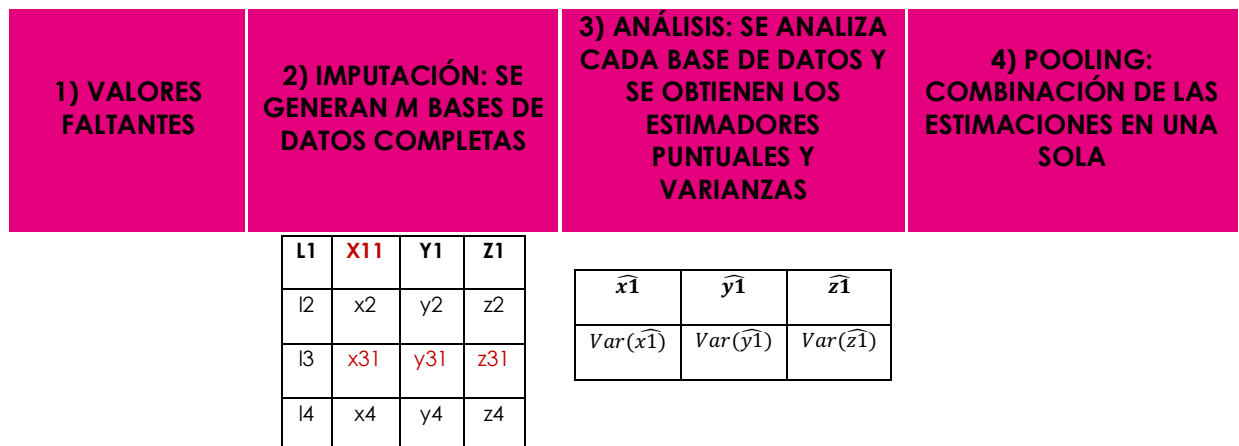 1) VALORES
FALTANTES
2) IMPUTACIÓN: SE
GENERAN M BASES DE
DATOS COMPLETAS
3) ANÁLISIS: SE ANALIZA
CADA BASE DE DATOS Y
SE OBTIENEN LOS
ESTIMADORES
PUNTUALES Y
VARIANZAS
4) POOLING:
COMBINACIÓN DE LAS
ESTIMACIONES EN UNA
SOLA
L1 X11 Y1 Z1
l2 x2 y2 z2
l3 x31 y31 z31
l4 x4 y4 z4
x̂1 ŷ1 ẑ1
Var(x̂1) Var(ŷ1) Var(ẑ1)